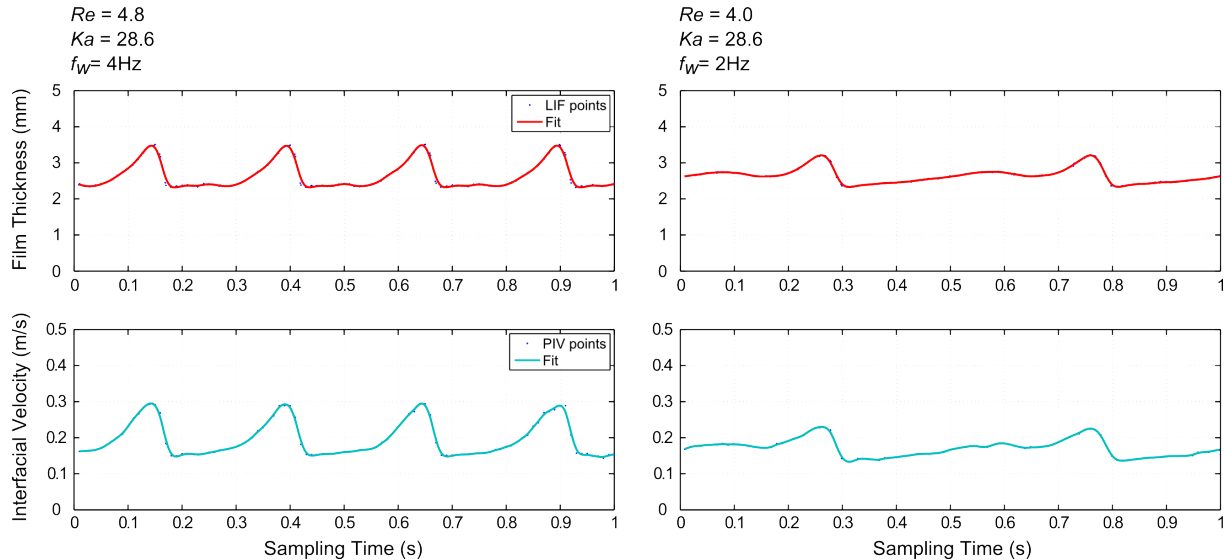 Re = 4.8
Ka = 28.6
fW= 4Hz
Re = 4.0
Ka = 28.6
fW= 2Hz
Film Thickness (mm)
5
4
3
2
1
0
LIF points
Fit
0 0.1 0.2 0.3 0.4 0.5 0.6 0.7 0.8 0.9 1
5
4
3
2
1
0
0 0.1 0.2 0.3 0.4 0.5 0.6 0.7 0.8 0.9 1
Interfacial Velocity (m/s)
0.5
0.4
0.3
0.2
0.1
0
PIV points
Fit
0 0.1 0.2 0.3 0.4 0.5 0.6 0.7 0.8 0.9 1
Sampling Time (s)
0.5
0.4
0.3
0.2
0.1
0
0 0.1 0.2 0.3 0.4 0.5 0.6 0.7 0.8 0.9 1
Sampling Time (s)